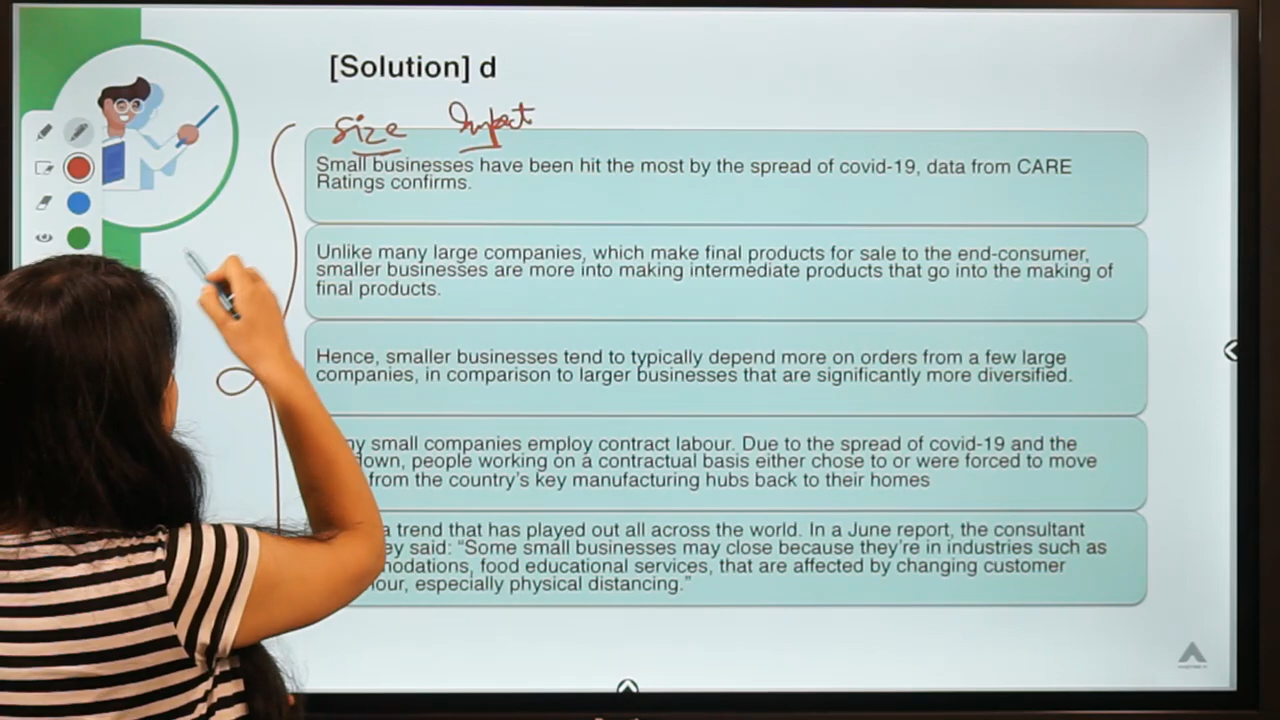 [Solution] d
Size Impact
Small businesses have been hit the most by the spread of covid-19, data from CARE
Ratings confirms.
Unlike many large companies, which make final products for sale to the end-consumer,
smaller businesses are more into making intermediate products that go into the making of
final products.
Hence, smaller businesses tend to typically depend more on orders from a few large
companies, in comparison to larger businesses that are significantly more diversified.
small companies employ contract labour. Due to the spread of covid-19 and the
people working on a contractual basis either chose to or were forced to move
from the country's key manufacturing hubs back to their homes
a trend that has played out all across the world. In a June report, the consultant
said: “Some small businesses may close because they're in industries such as
food educational services, that are affected by changing customer
especially physical distancing.”